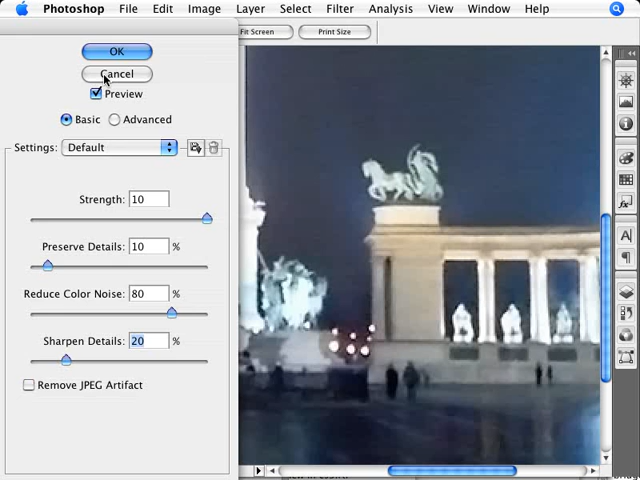 Photoshop File Edit Image Layer Select Filter Analysis View Window Help
Fit Screen Print Size
OK
Cancel
Preview
Basic Advanced
Settings: Default
Strength: 10
Preserve Details: 10 %
Reduce Color Noise: 80 %
Sharpen Details: 20 %
Remove JPEG Artifact